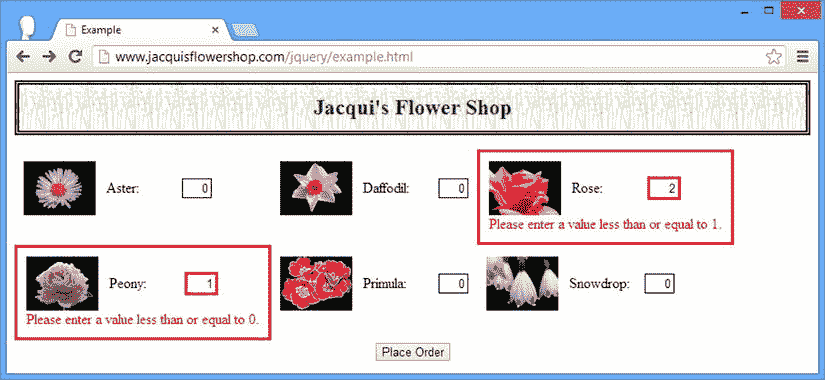 Example
www.jacquisflowershop.com/jquery/example.html
Jacqui's Flower Shop
Aster: 0
Daffodil: 0
Rose: 2
Please enter a value less than or equal to 1.
Peony: 1
Primula: 0
Snowdrop: 0
Please enter a value less than or equal to 0.
Place Order